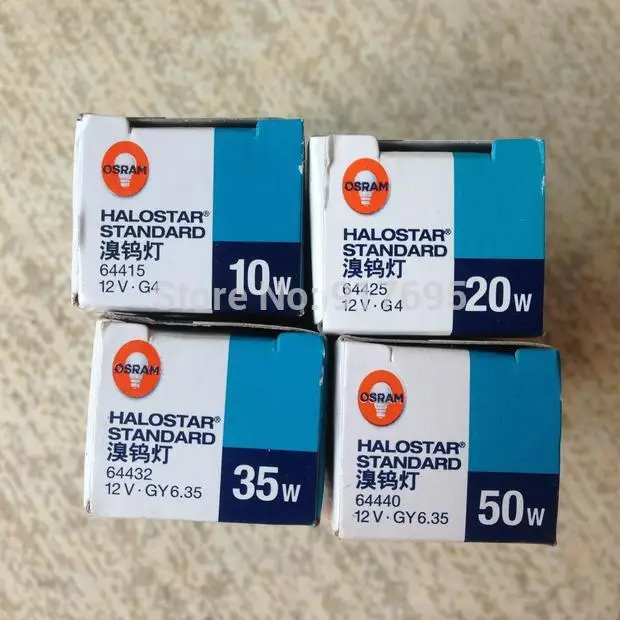 OSRAM
HALOSTAR®
STANDARD
溴钨灯
64415
12 V · G4
10W
OSRAM
HALOSTAR®
STANDARD
溴钨灯
64425
12 V · G4
20W
OSRAM
HALOSTAR®
STANDARD
溴钨灯
64432
12 V · GY6.35
35W
OSRAM
HALOSTAR®
STANDARD
溴钨灯
64440
12 V · GY6.35
50W
Store No: